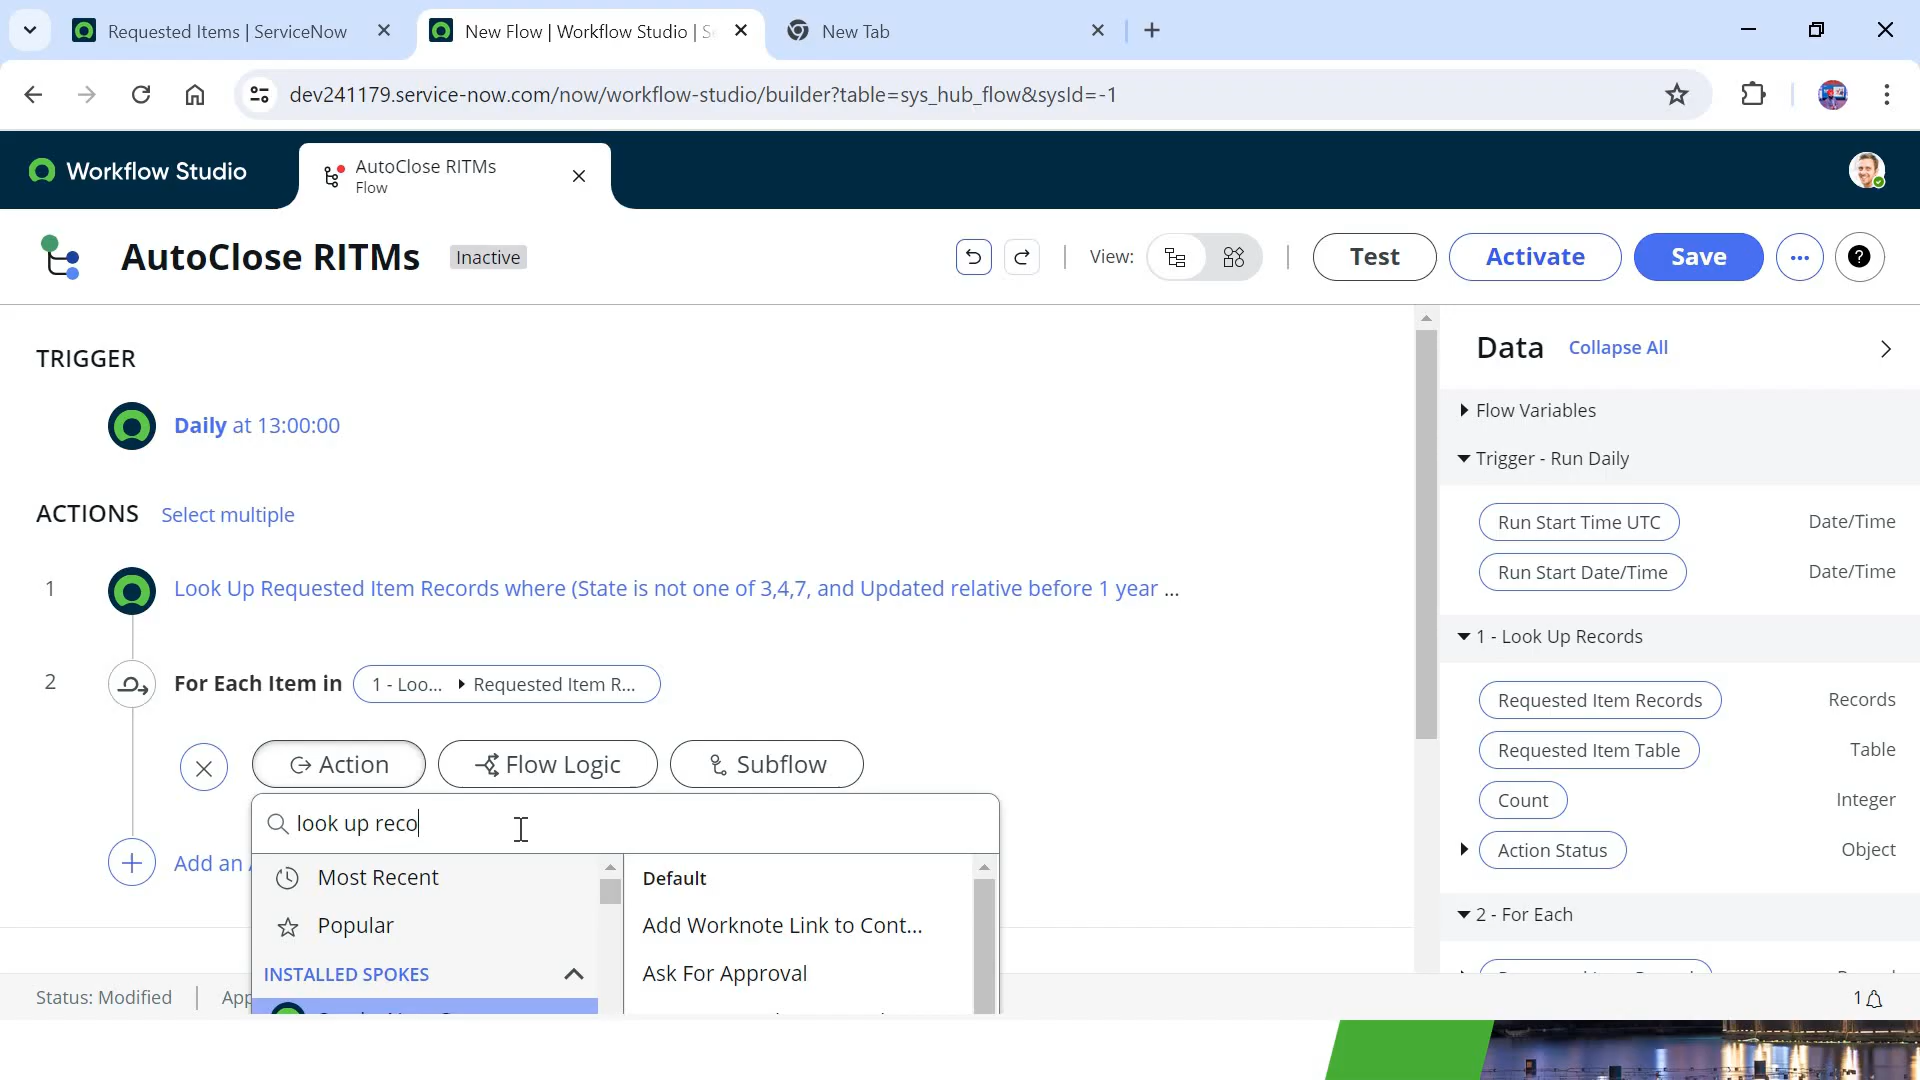 Requested Items | ServiceNow
New Flow | Workflow Studio | S
New Tab
dev241179.service-now.com/now/workflow-studio/builder?table=sys_hub_flow&sysId=-1
Workflow Studio
AutoClose RITMs
Flow
AutoClose RITMs
Inactive
View:
Test
Activate
Save
TRIGGER
Daily at 13:00:00
ACTIONS
Select multiple
1
Look Up Requested Item Records where (State is not one of 3,4,7, and Updated relative before 1 year ...
2
For Each Item in
1 - Loo...
Requested Item R...
Action
Flow Logic
Subflow
look up reco
Add an
Most Recent
Popular
INSTALLED SPOKES
Default
Add Worknote Link to Cont...
Ask For Approval
Data
Collapse All
Flow Variables
Trigger - Run Daily
Run Start Time UTC
Date/Time
Run Start Date/Time
Date/Time
1 - Look Up Records
Requested Item Records
Records
Requested Item Table
Table
Count
Integer
Action Status
Object
2 - For Each
Status: Modified
App
1